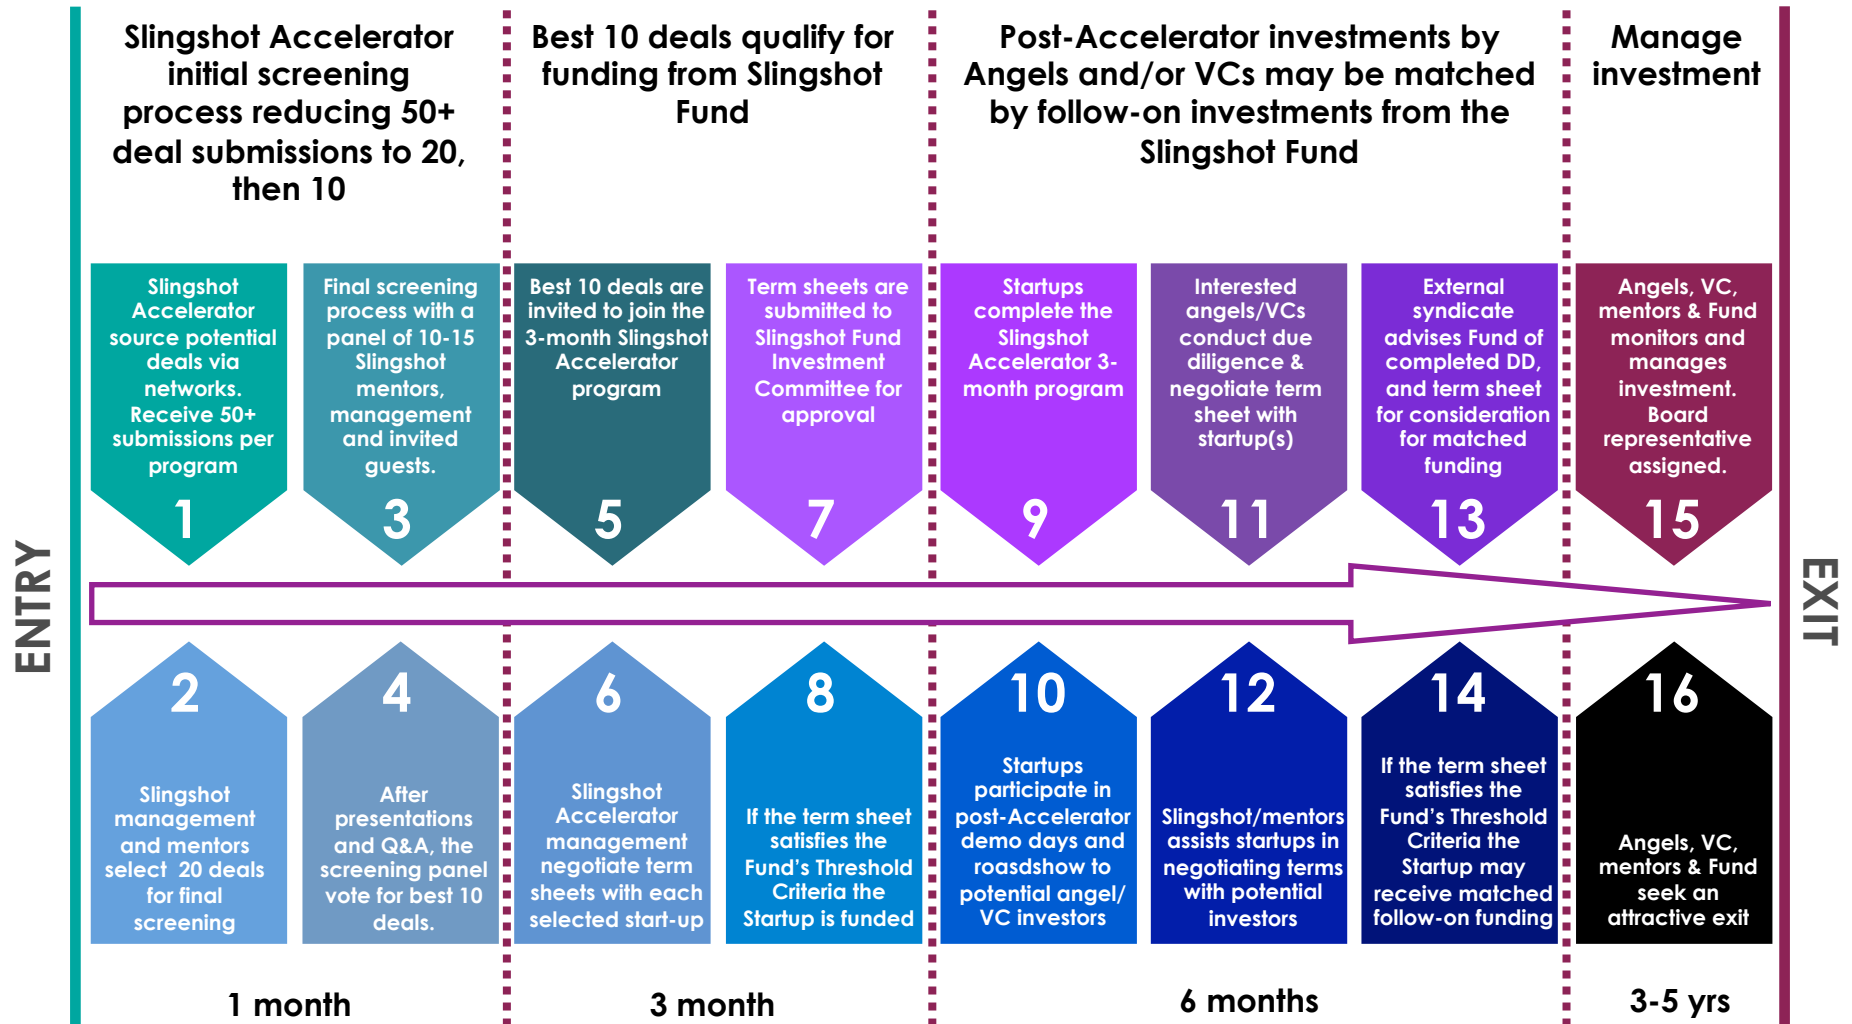 Slingshot Accelerator
initial screening
process reducing 50+
deal submissions to 20,
then 10
Best 10 deals qualify for
funding from Slingshot
Fund
Post-Accelerator investments by
Angels and/or VCs may be matched
by follow-on investments from the
Slingshot Fund
Manage
investment
Slingshot
Accelerator
source potential
deals via
networks.
Receive 50+
submissions per
program
1
Final screening
process with a
panel of 10-15
Slingshot
mentors,
management
and invited
guests.
3
Best 10 deals are
invited to join the
3-month Slingshot
Accelerator
program
5
Term sheets are
submitted to
Slingshot Fund
Investment
Committee for
approval
7
Startups
complete the
Slingshot
Accelerator 3-
month program
9
Interested
angels/VCs
conduct due
diligence &
negotiate term
sheet with
startup(s)
11
External
syndicate
advises Fund of
completed DD,
and term sheet
for consideration
for matched
funding
13
Angels, VC,
mentors & Fund
monitors and
manages
investment.
Board
representative
assigned.
15
ENTRY
EXIT
2
Slingshot
management
and mentors
select 20 deals
for final
screening
4
After
presentations
and Q&A, the
screening panel
vote for best 10
deals.
6
Slingshot
Accelerator
management
negotiate term
sheets with each
selected start-up
8
If the term sheet
satisfies the
Fund's Threshold
Criteria the
Startup is funded
10
Startups
participate in
post-Accelerator
demo days and
roasdshow to
potential angel/
VC investors
12
Slingshot/mentors
assists startups in
negotiating terms
with potential
investors
14
If the term sheet
satisfies the
Fund's Threshold
Criteria the
Startup may
receive matched
follow-on funding
16
Angels, VC,
mentors & Fund
seek an
attractive exit
1 month
3 month
6 months
3-5 yrs